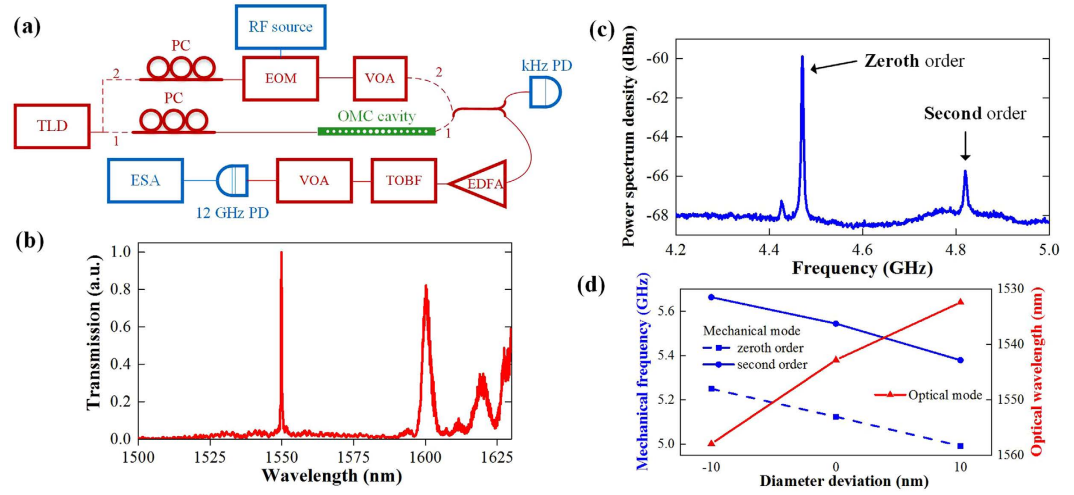 (a)
RF source
PC
2
EOM
VOA
2
kHz PD
PC
OMC cavity
TLD
1
1
ESA
12 GHz PD
VOA
TOBF
EDFA
(b)
Transmission (a.u.)
1.0
0.8
0.6
0.4
0.2
0.0
1500
1525
1550
1575
1600
1625
Wavelength (nm)
(c)
Power spectrum density (dBm)
-60
-62
-64
-66
-68
Zeroth order
Second order
4.2
4.4
4.6
4.8
5.0
Frequency (GHz)
(d)
Mechanical frequency (GHz)
5.6
5.4
5.2
5.0
Mechanical mode
zeroth order
second order
Optical mode
1530
1540
1550
1560
Optical wavelength (nm)
-10
0
10
Diameter deviation (nm)